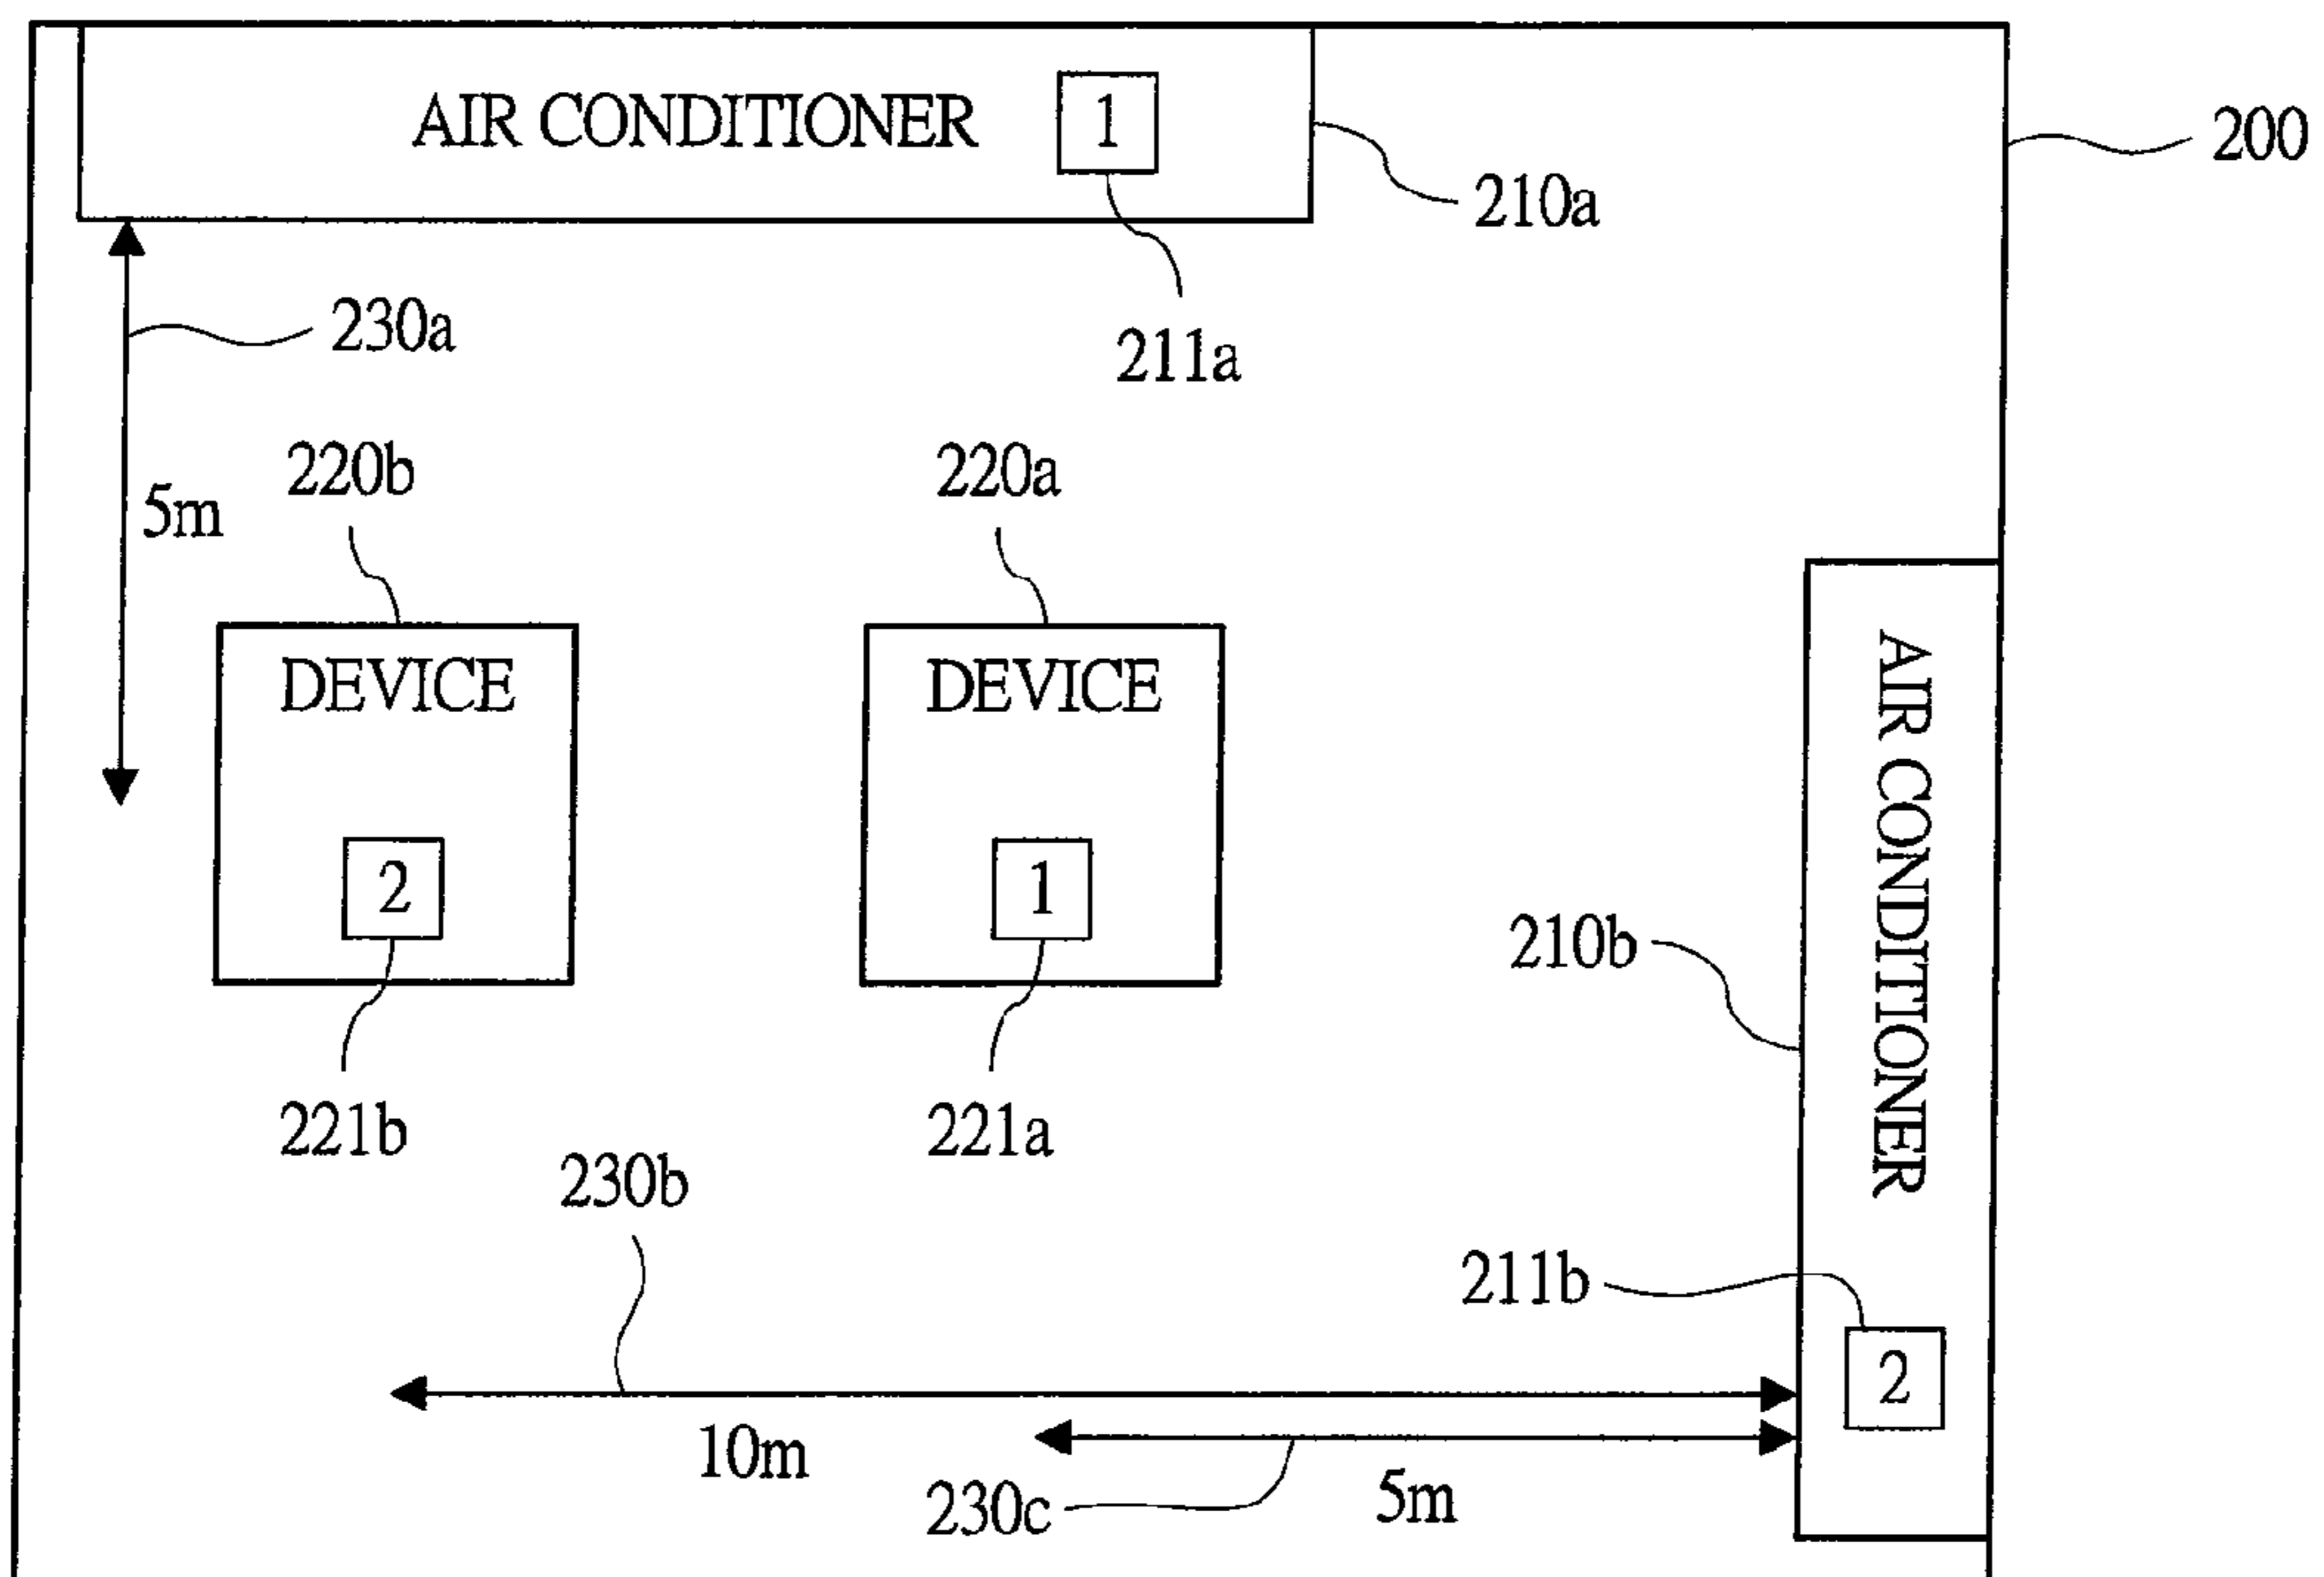 AIR CONDITIONER 1
200
210a
230a
211a
220b
220a
5m
DEVICE
DEVICE
AIR CONDITIONER
2
1
210b
221b
221a
230b
211b
2
10m
230c
5m